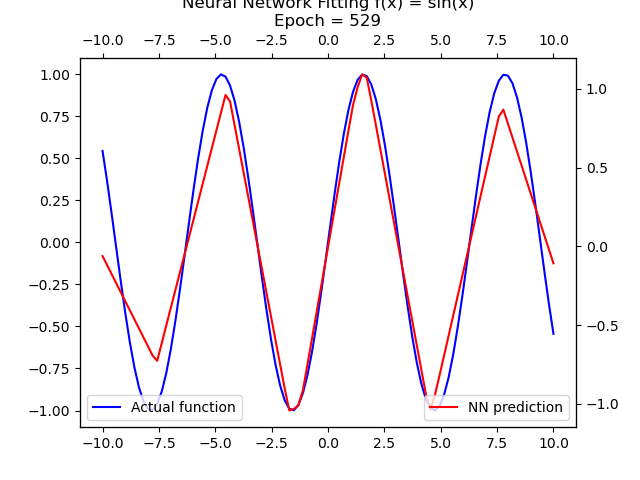 Neural Network Fitting f(x) = sin(x)
Epoch = 529
−10.0 −7.5 −5.0 −2.5 0.0 2.5 5.0 7.5 10.0
1.00
0.75
0.50
0.25
0.00
−0.25
−0.50
−0.75
−1.00
1.0
0.5
0.0
−0.5
−1.0
Actual function
NN prediction
−10.0 −7.5 −5.0 −2.5 0.0 2.5 5.0 7.5 10.0